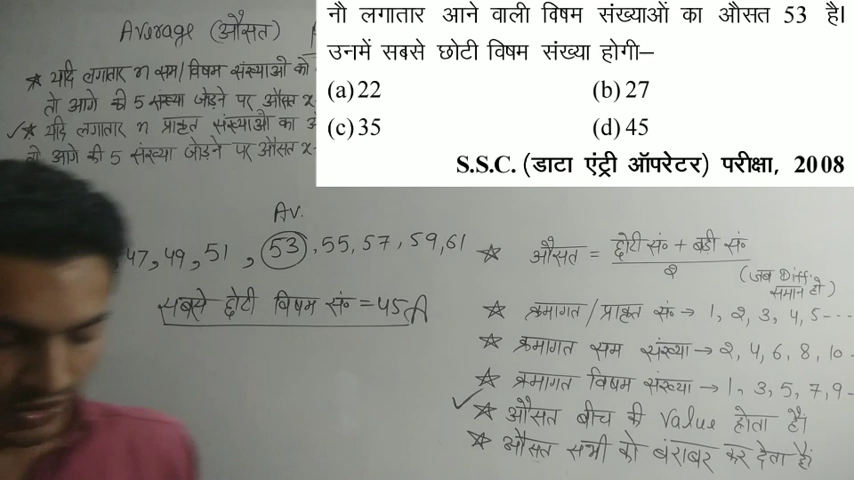 Average (औसत)
नौ लगातार आने वाली विषम संख्याओं का औसत 53 है।
उनमें सबसे छोटी विषम संख्या होगी–
(a) 22 (b) 27
(c) 35 (d) 45
S.S.C. (डाटा एंट्री ऑपरेटर) परीक्षा, 2008
☆ यदि लगातार n सम/विषम संख्याओं का
तो आगे की 5 संख्या जोड़ने पर औसत x
✓☆ यदि लगातार n प्राकृत संख्याओं का
तो आगे की 5 संख्या जोड़ने पर औसत x
Av.
47, 49, 51, 53, 55, 57, 59, 61
सबसे छोटी विषम सं॰ = 45 A
☆ औसत = छोटी सं॰ + बड़ी सं॰
२
(जब Diff. समान हो)
☆ क्रमागत/प्राकृत सं॰ → 1, 2, 3, 4, 5 ----
☆ क्रमागत सम संख्या → 2, 4, 6, 8, 10 -
☆ क्रमागत विषम संख्या → 1, 3, 5, 7, 9 -
✓☆ औसत बीच की Value होता है।
☆ औसत सभी को बराबर कर देता है।